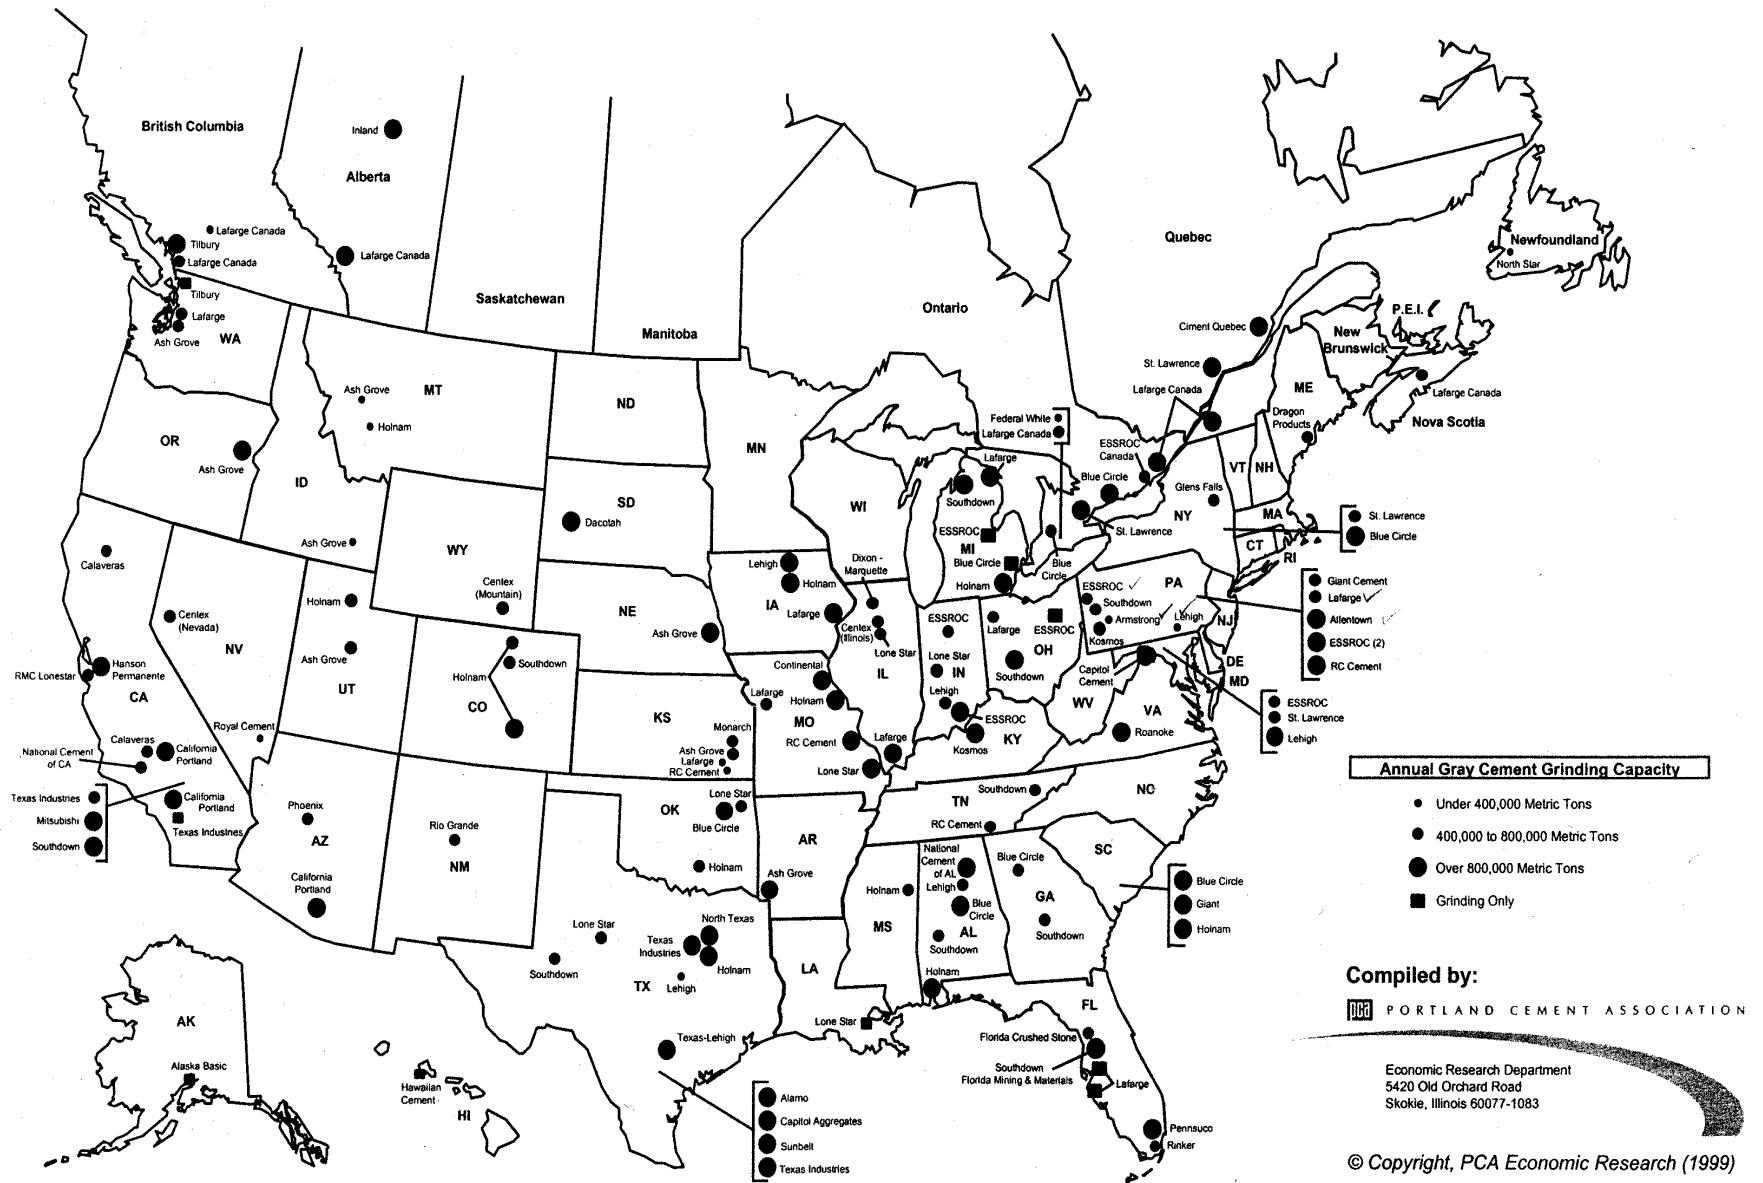 British Columbia
Inland
Alberta
Lafarge Canada
Tilbury
Lafarge Canada
Lafarge Canada
Tilbury
Lafarge
Ash Grove
WA
Saskatchewan
Manitoba
Ontario
Quebec
Newfoundland
North Star
Ciment Quebec
P.E.I.
New
Brunswick
St. Lawrence
Lafarge Canada
ME
Lafarge Canada
Nova Scotia
Dragon
Products
Ash Grove
MT
Holnam
ND
MN
Federal White
Lafarge Canada
ESSROC
Canada
OR
Ash Grove
ID
Lafarge
Southdown
Blue Circle
VT
NH
Glens Falls
SD
Dacotah
WI
NY
St. Lawrence
MA
St. Lawrence
Blue Circle
ESSROC
MI
Blue Circle
Holnam
Blue
Circle
CT
RI
Calaveras
Ash Grove
WY
Centex
(Mountain)
Lehigh
Holnam
IA
Lafarge
Dixon -
Marquette
Centex
(Illinois)
Lone Star
ESSROC
Southdown
Armstrong
Kosmos
PA
Lehigh
NJ
Giant Cement
Lafarge
Allentown
ESSROC (2)
RC Cement
Holnam
Centex
(Nevada)
NV
Ash Grove
UT
NE
Ash Grove
ESSROC
Lone Star
IN
Lehigh
ESSROC
Lafarge
ESSROC
OH
Southdown
Capitol
Cement
DE
MD
Hanson
Permanente
RMC Lonestar
CA
Southdown
Holnam
CO
Continental
Lafarge
Holnam
MO
IL
WV
VA
Roanoke
ESSROC
St. Lawrence
Lehigh
Royal Cement
Calaveras
California
Portland
National Cement
of CA
KS
Monarch
Ash Grove
Lafarge
RC Cement
RC Cement
Lone Star
Lafarge
Kosmos
KY
Annual Gray Cement Grinding Capacity
Under 400,000 Metric Tons
400,000 to 800,000 Metric Tons
Over 800,000 Metric Tons
Grinding Only
Texas Industries
Mitsubishi
Southdown
California
Portland
Texas Industries
Phoenix
AZ
California
Portland
Rio Grande
NM
OK
Lone Star
Blue Circle
Holnam
AR
Ash Grove
TN
Southdown
RC Cement
NC
SC
National
Cement
of AL
Lehigh
Blue
Circle
AL
Southdown
Blue Circle
GA
Southdown
Blue Circle
Giant
Holnam
Holnam
MS
Holnam
Lone Star
Southdown
North Texas
Texas
Industries
Holnam
TX
Lehigh
LA
Lone Star
Texas-Lehigh
FL
Florida Crushed Stone
Southdown
Florida Mining & Materials
Lafarge
Pennsuco
Rinker
AK
Alaska Basic
Hawaiian
Cement
HI
Alamo
Capitol Aggregates
Sunbelt
Texas Industries
Compiled by:
pca PORTLAND CEMENT ASSOCIATION
Economic Research Department
5420 Old Orchard Road
Skokie, Illinois 60077-1083
© Copyright, PCA Economic Research (1999)